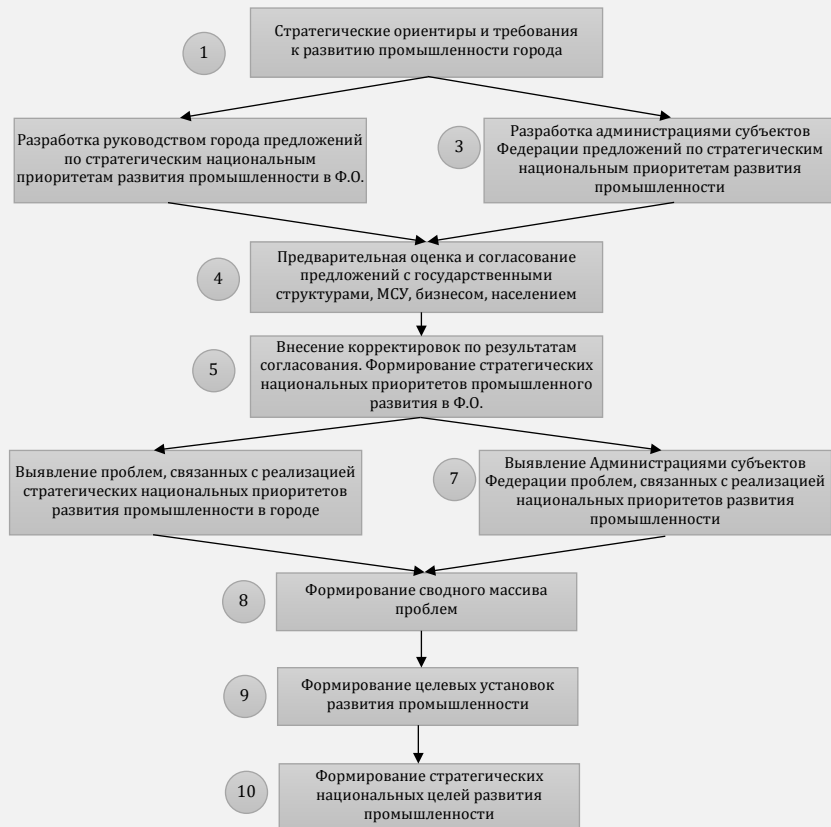 1
Стратегические ориентиры и требования
к развитию промышленности города
Разработка руководством города предложений
по стратегическим национальным
приоритетам развития промышленности в Ф.О.
3
Разработка администрациями субъектов
Федерации предложений по стратегическим
национальным приоритетам развития
промышленности
4
Предварительная оценка и согласование
предложений с государственными
структурами, МСУ, бизнесом, населением
5
Внесение корректировок по результатам
согласования. Формирование стратегических
национальных приоритетов промышленного
развития в Ф.О.
Выявление проблем, связанных с реализацией
стратегических национальных приоритетов
развития промышленности в городе
7
Выявление Администрациями субъектов
Федерации проблем, связанных с реализацией
национальных приоритетов развития
промышленности
8
Формирование сводного массива
проблем
9
Формирование целевых установок
развития промышленности
10
Формирование стратегических
национальных целей развития
промышленности